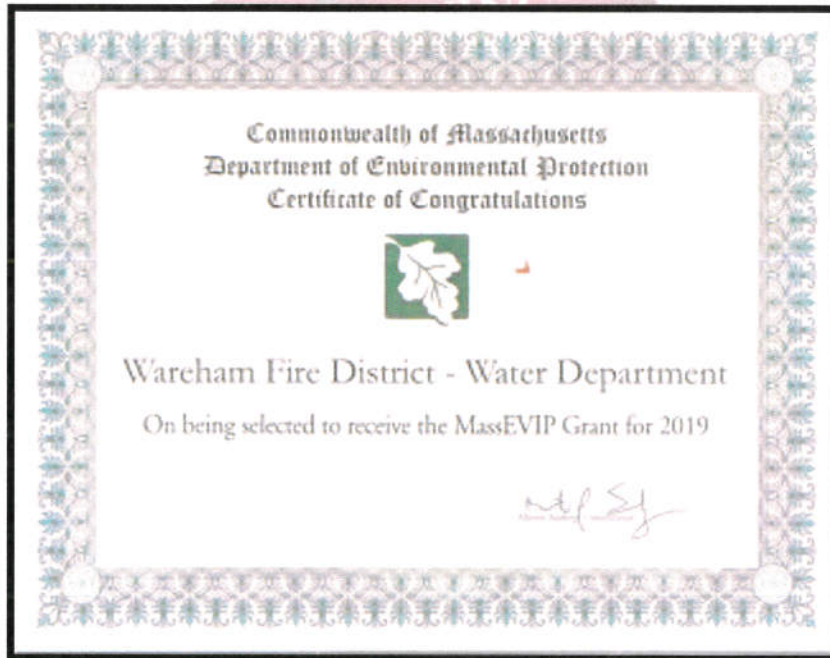 Commonwealth of Massachusetts
Department of Environmental Protection
Certificate of Congratulations
Wareham Fire District - Water Department
On being selected to receive the MassEVIP Grant for 2019